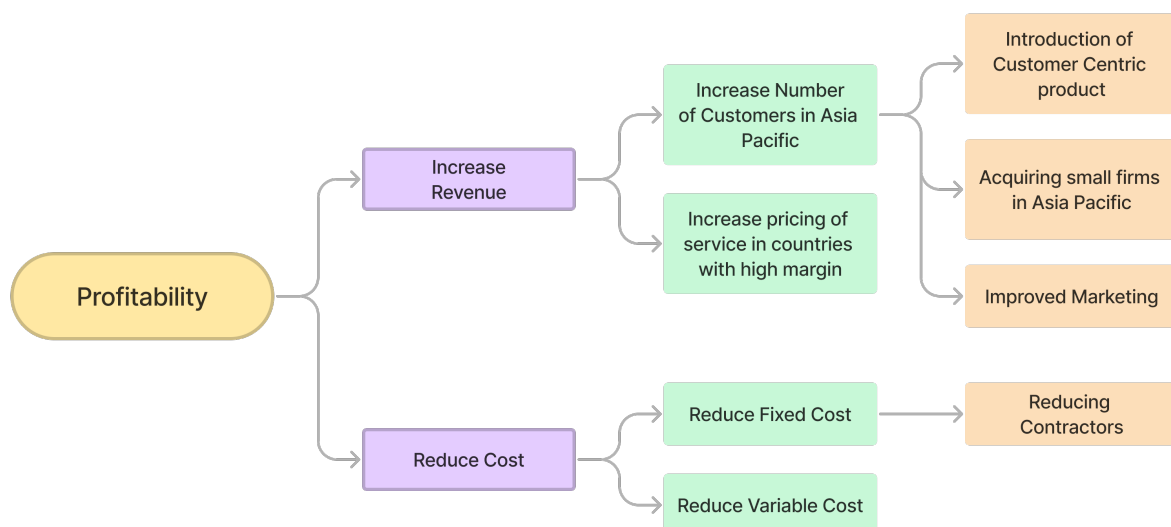 Profitability
Increase
Revenue
Increase Number
of Customers in Asia
Pacific
Introduction of
Customer Centric
product
Acquiring small firms
in Asia Pacific
Improved Marketing
Increase pricing of
service in countries
with high margin
Reduce Cost
Reduce Fixed Cost
Reducing
Contractors
Reduce Variable Cost